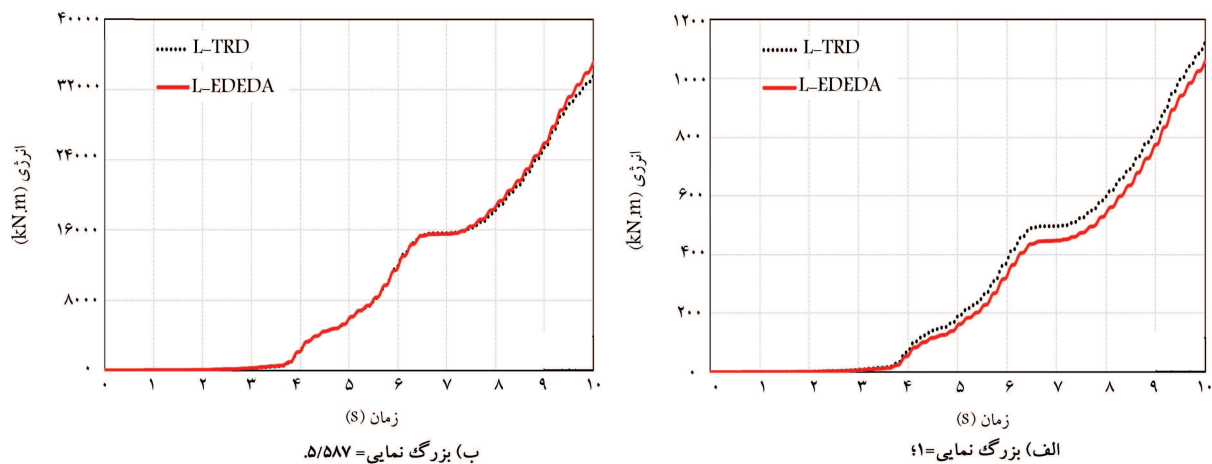 ۱۲۰۰
۱۰۰۰
۸۰۰
۶۰۰
۴۰۰
۲۰۰
۰
انرژی (kN.m)
L-TRD
L-EDEDA
۰ ۱ ۲ ۳ ۴ ۵ ۶ ۷ ۸ ۹ ۱۰
زمان (s)
الف) بزرگ نمایی=۱؛
۴۰۰۰۰
۳۲۰۰۰
۲۴۰۰۰
۱۶۰۰۰
۸۰۰۰
۰
انرژی (kN.m)
L-TRD
L-EDEDA
۰ ۱ ۲ ۳ ۴ ۵ ۶ ۷ ۸ ۹ ۱۰
زمان (s)
ب) بزرگ نمایی= ۵/۵۸۷.